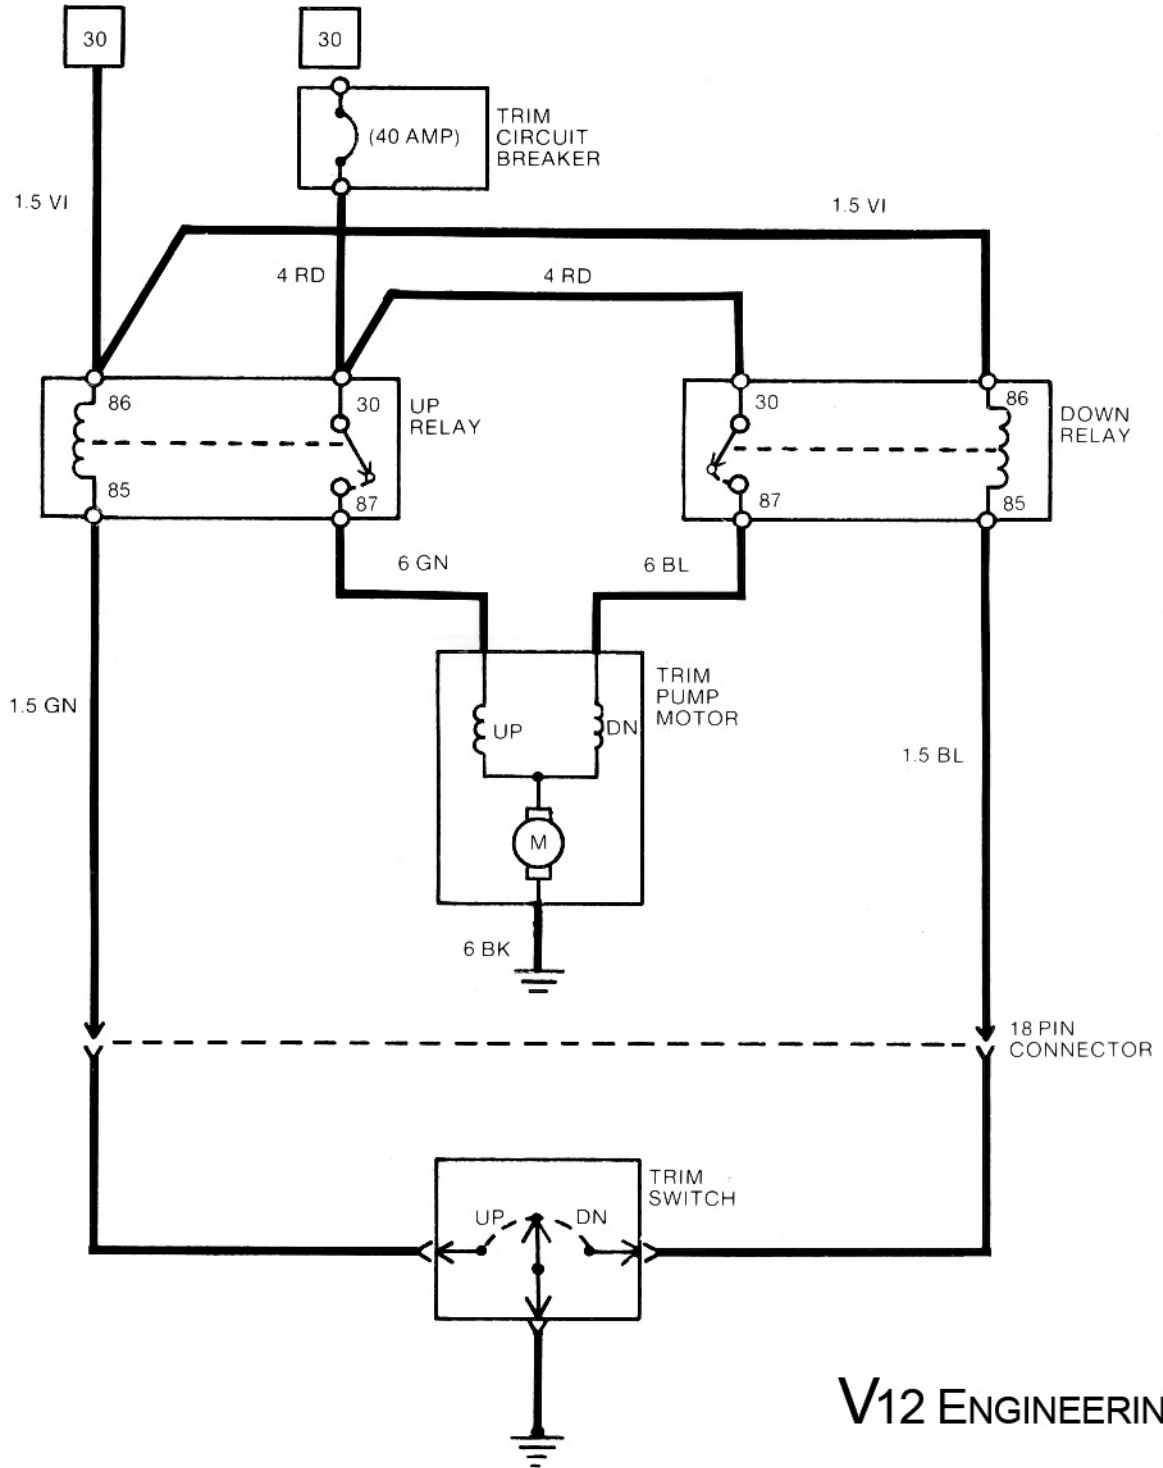 30
30
(40 AMP)
TRIM
CIRCUIT
BREAKER
1.5 VI
1.5 VI
4 RD
4 RD
86
30
UP
RELAY
30
86
DOWN
RELAY
85
87
87
85
6 GN
6 BL
TRIM
PUMP
MOTOR
1.5 GN
UP
DN
1.5 BL
M
6 BK
18 PIN
CONNECTOR
TRIM
SWITCH
UP
DN
V12 ENGINEERIN